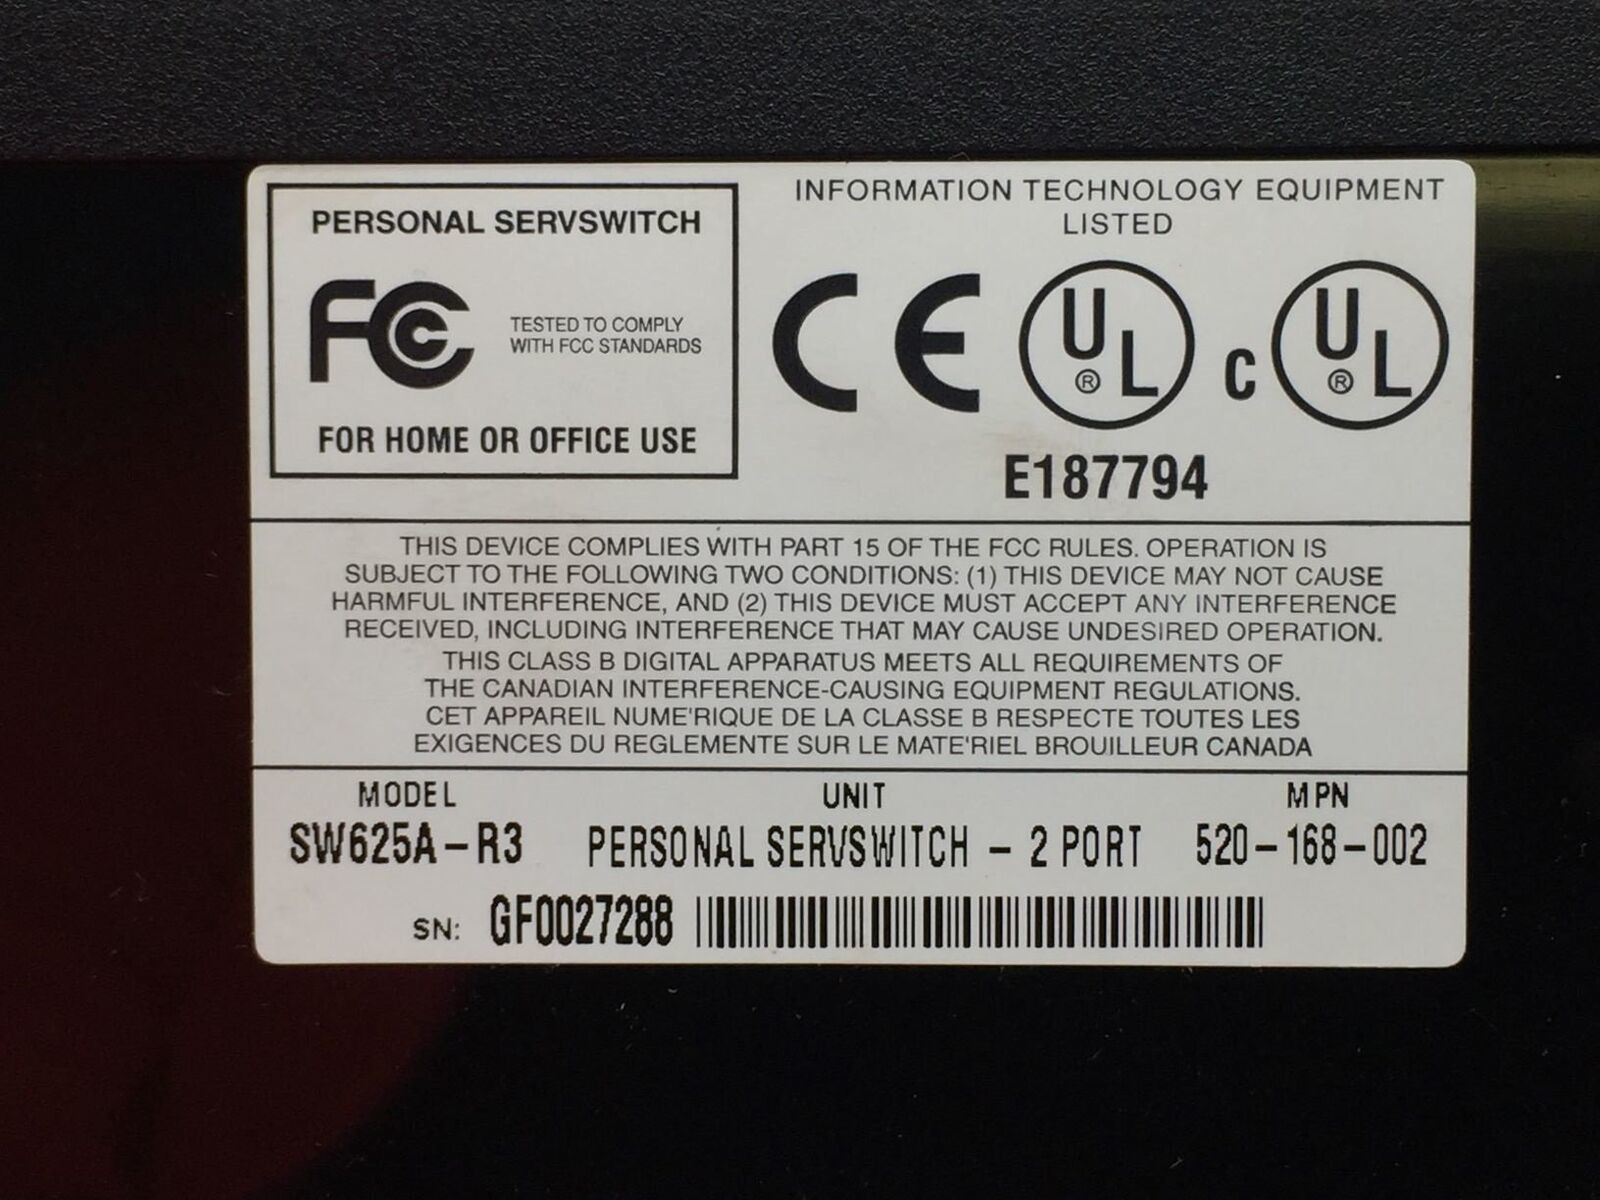 PERSONAL SERVSWITCH
FCC
TESTED TO COMPLY
WITH FCC STANDARDS
FOR HOME OR OFFICE USE
INFORMATION TECHNOLOGY EQUIPMENT
LISTED
CE UL® C UL®
E187794
THIS DEVICE COMPLIES WITH PART 15 OF THE FCC RULES. OPERATION IS
SUBJECT TO THE FOLLOWING TWO CONDITIONS: (1) THIS DEVICE MAY NOT CAUSE
HARMFUL INTERFERENCE, AND (2) THIS DEVICE MUST ACCEPT ANY INTERFERENCE
RECEIVED, INCLUDING INTERFERENCE THAT MAY CAUSE UNDESIRED OPERATION.
THIS CLASS B DIGITAL APPARATUS MEETS ALL REQUIREMENTS OF
THE CANADIAN INTERFERENCE-CAUSING EQUIPMENT REGULATIONS.
CET APPAREIL NUME'RIQUE DE LA CLASSE B RESPECTE TOUTES LES
EXIGENCES DU REGLEMENTE SUR LE MATE'RIEL BROUILLEUR CANADA
MODEL UNIT MPN
SW625A-R3 PERSONAL SERVSWITCH - 2 PORT 520-168-002
SN: GF0027288